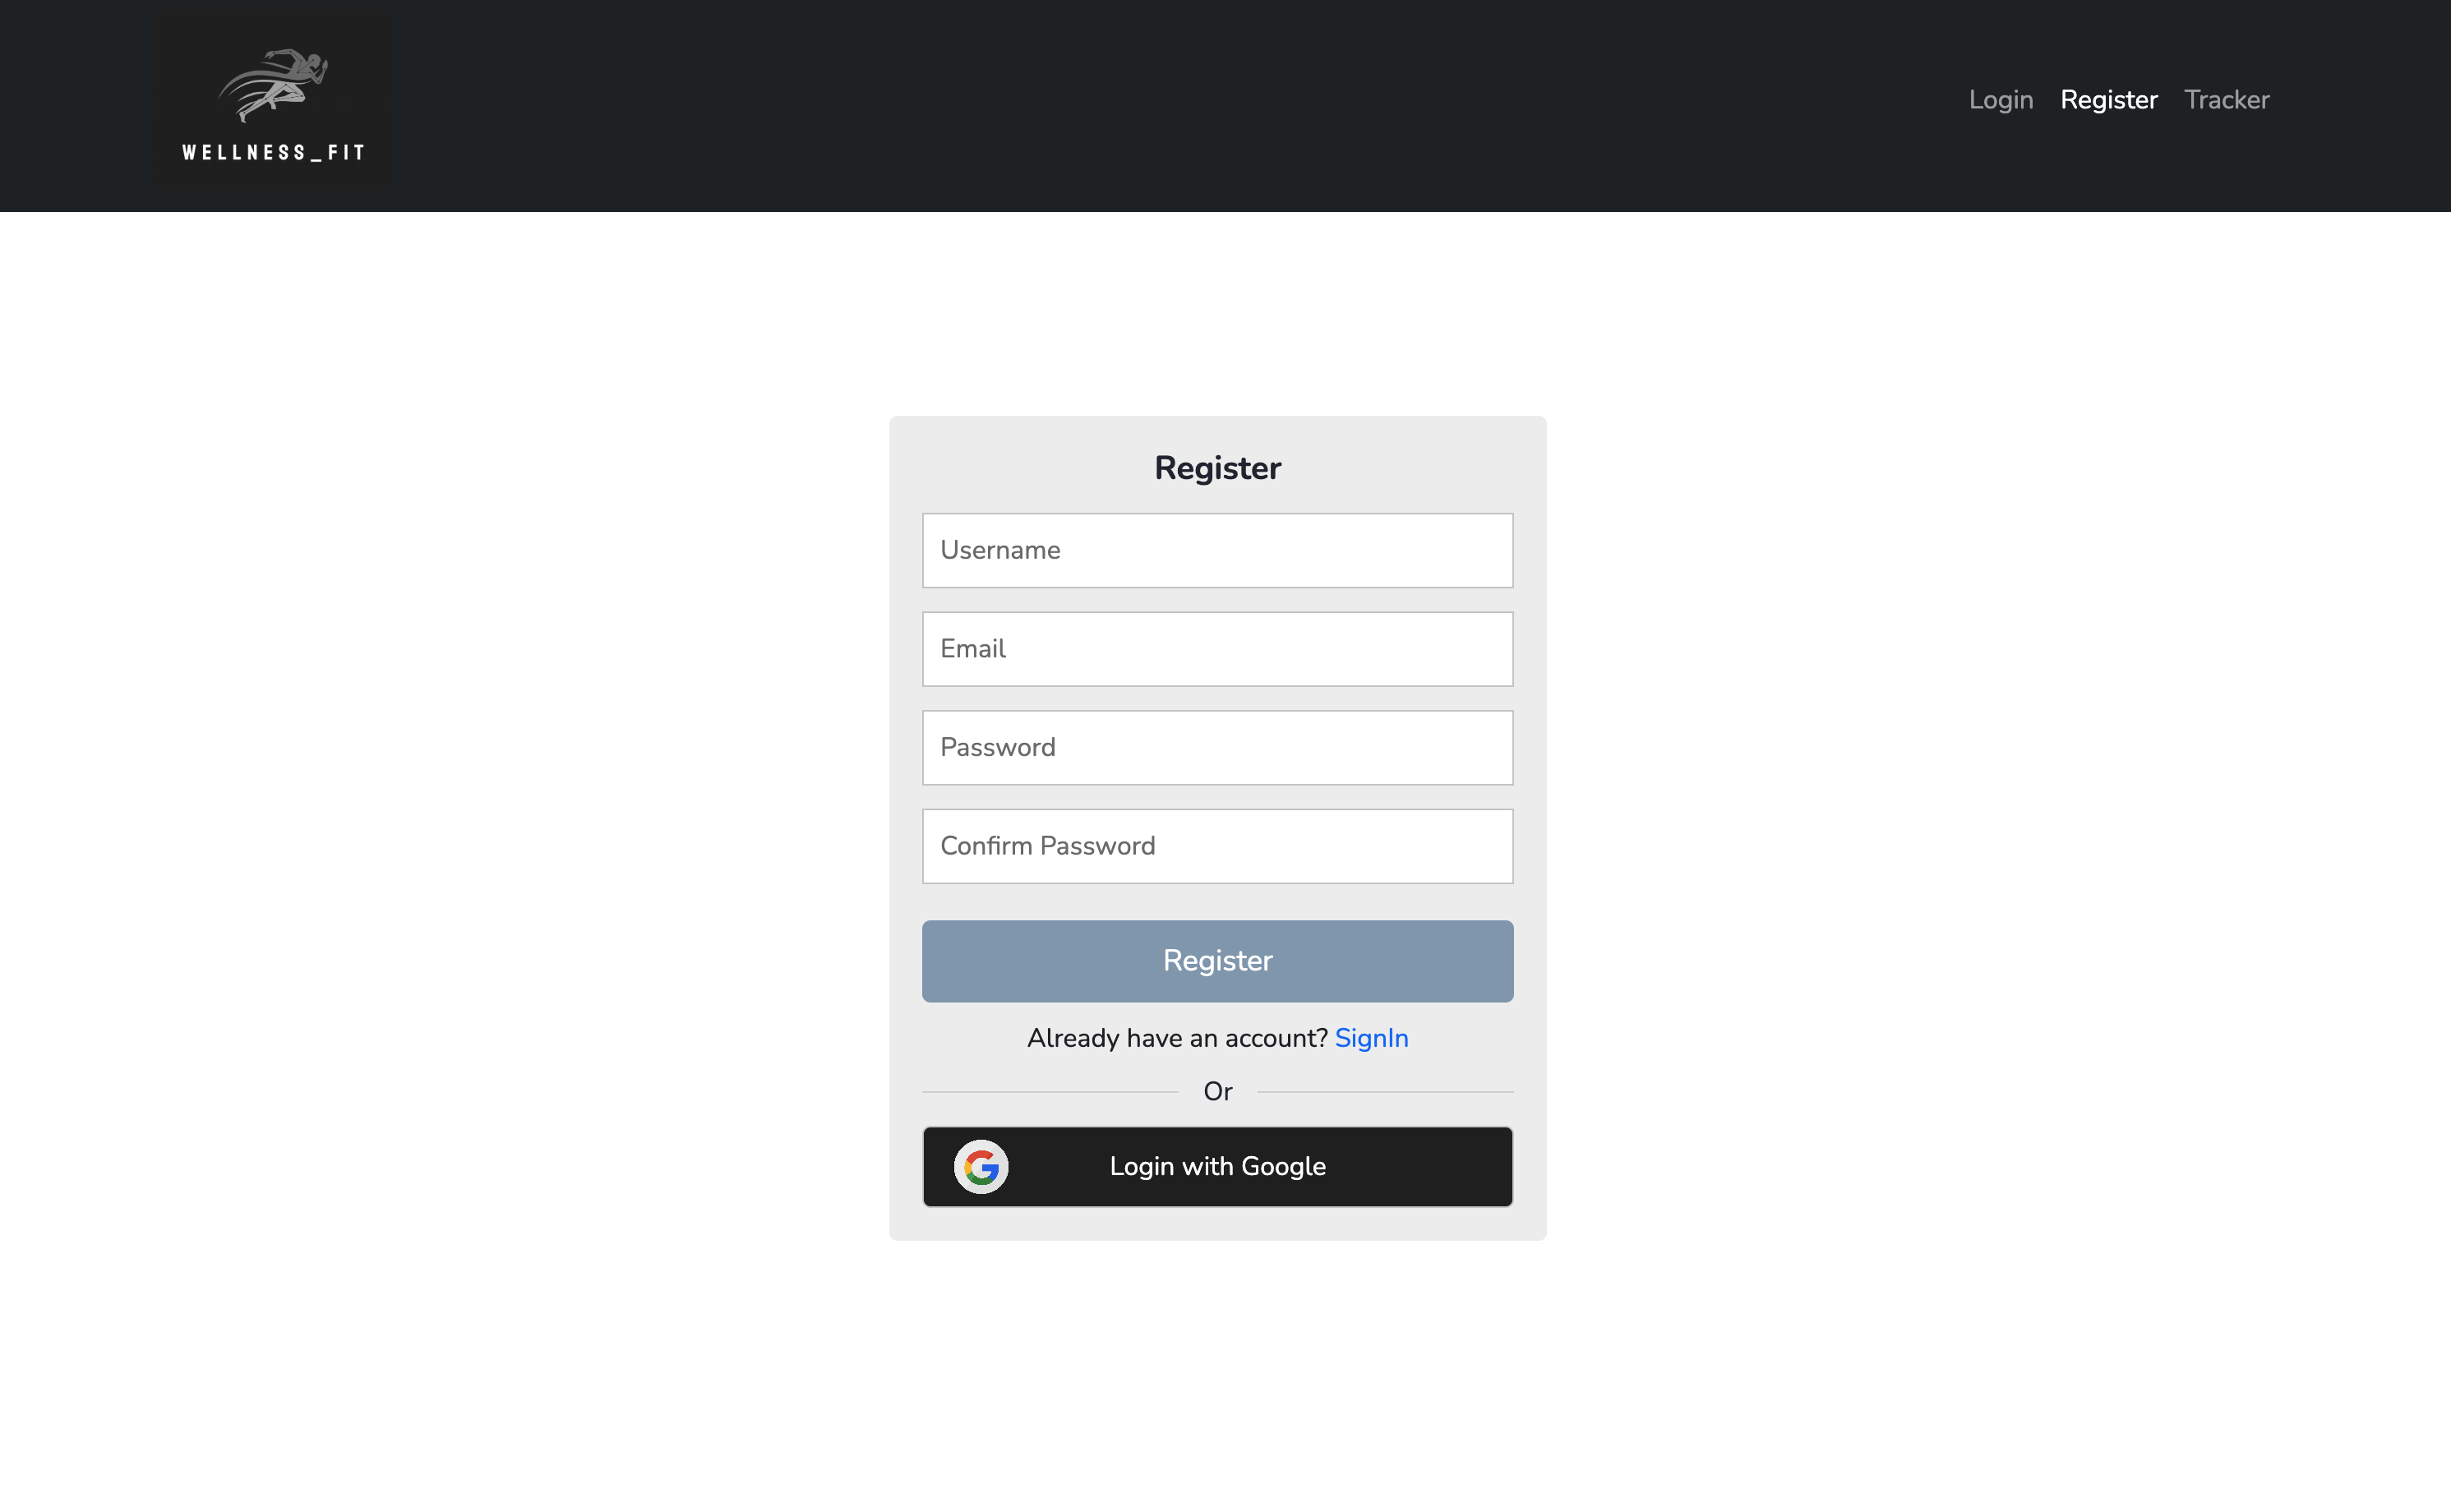 WELLNESS_FIT
Login Register Tracker
Register
Username
Email
Password
Confirm Password
Register
Already have an account? SignIn
Or
Login with Google